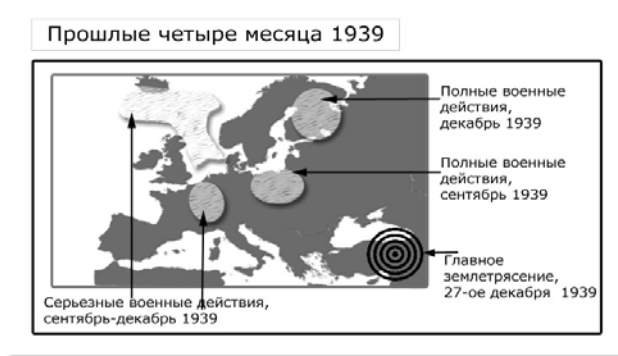 Прошлые четыре месяца 1939
Полные военные
действия,
декабрь 1939
Полные военные
действия,
сентябрь 1939
Главное
землетрясение,
27-ое декабря 1939
Серьезные военные действия,
сентябрь-декабрь 1939